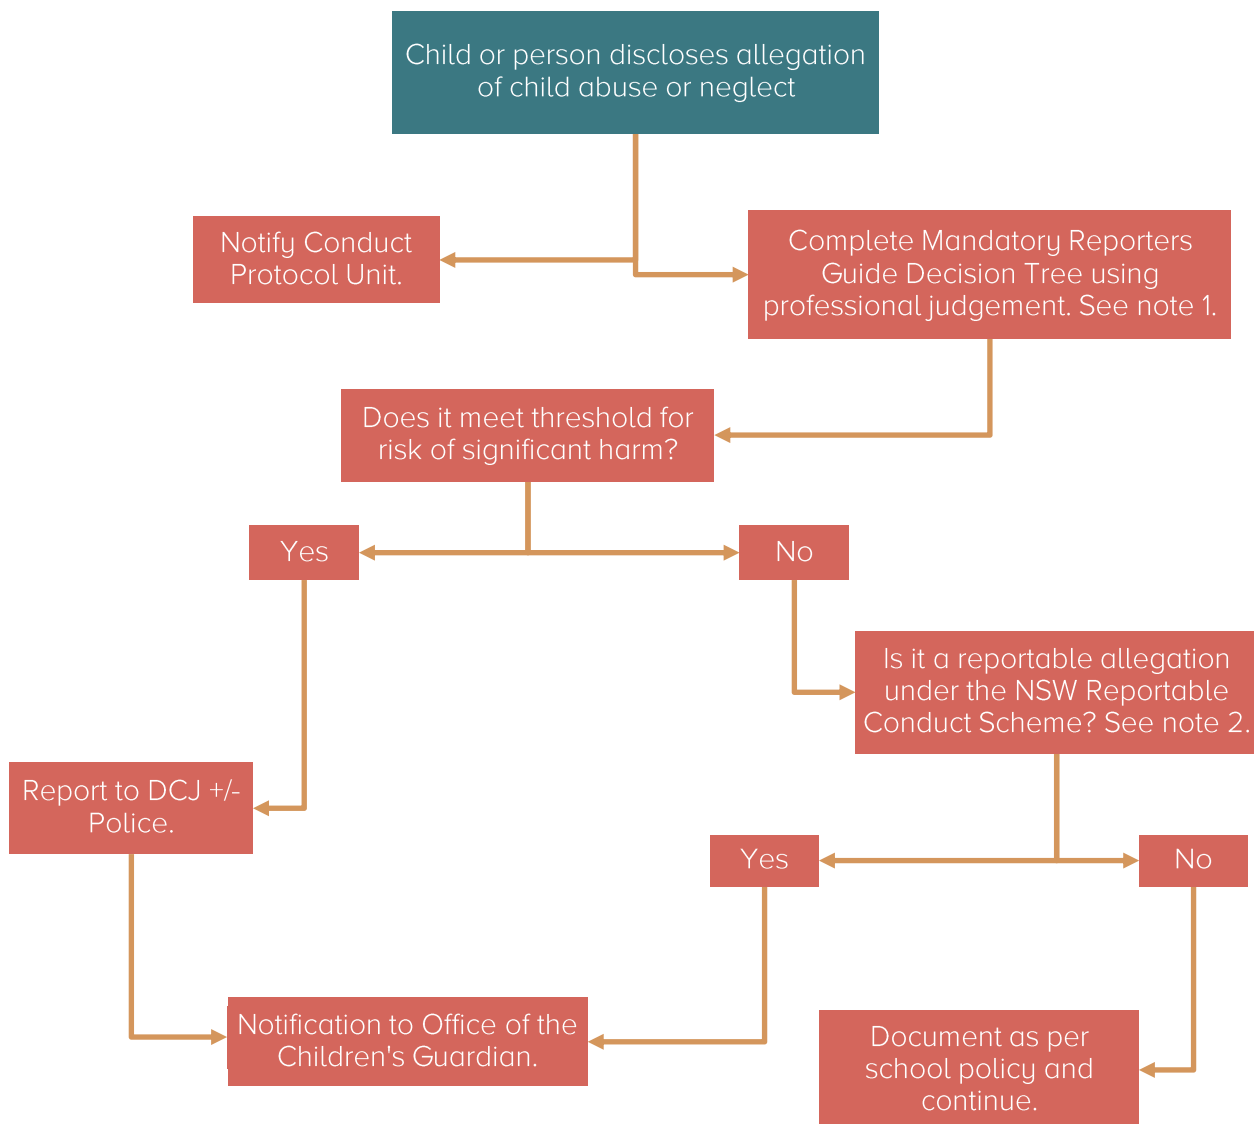 Child or person discloses allegation
of child abuse or neglect
Notify Conduct
Protocol Unit.
Complete Mandatory Reporters
Guide Decision Tree using
professional judgement. See note 1.
Does it meet threshold for
risk of significant harm?
Yes
No
Is it a reportable allegation
under the NSW Reportable
Conduct Scheme? See note 2.
Report to DCJ +/-
Police.
Yes
No
Notification to Office of the
Children's Guardian.
Document as per
school policy and
continue.